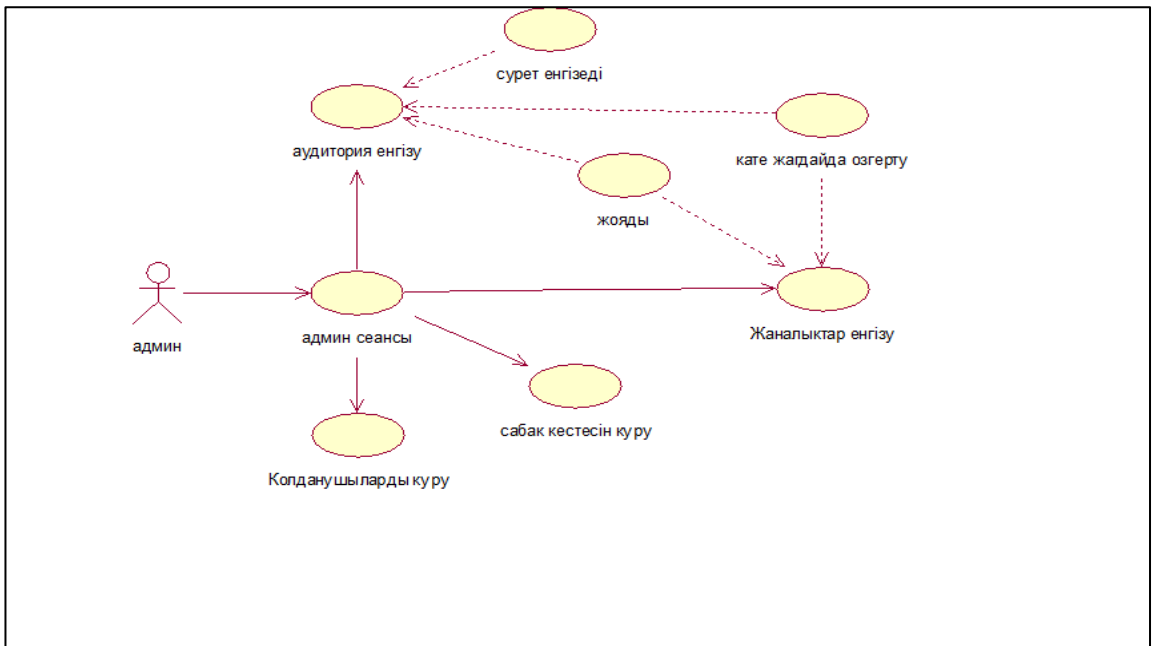 сурет енгізеді
аудитория енгізу
кате жагдайда озгерту
жояды
админ
админ сеансы
Жаналыктар енгізу
сабак кестесін куру
Колданушыларды куру